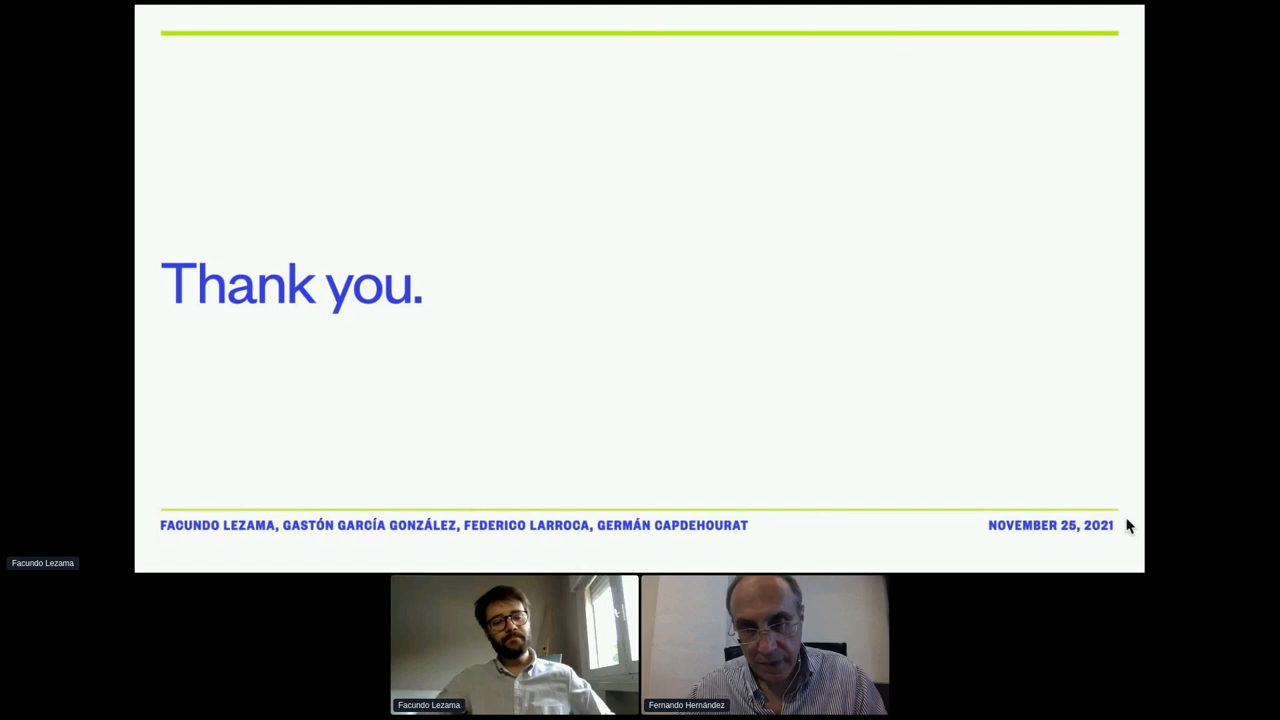 Thank you.
FACUNDO LEZAMA, GASTÓN GARCÍA GONZÁLEZ, FEDERICO LARROCA, GERMÁN CAPDEHOURAT
NOVEMBER 25, 2021
Facundo Lezama
Facundo Lezama
Fernando Hernández